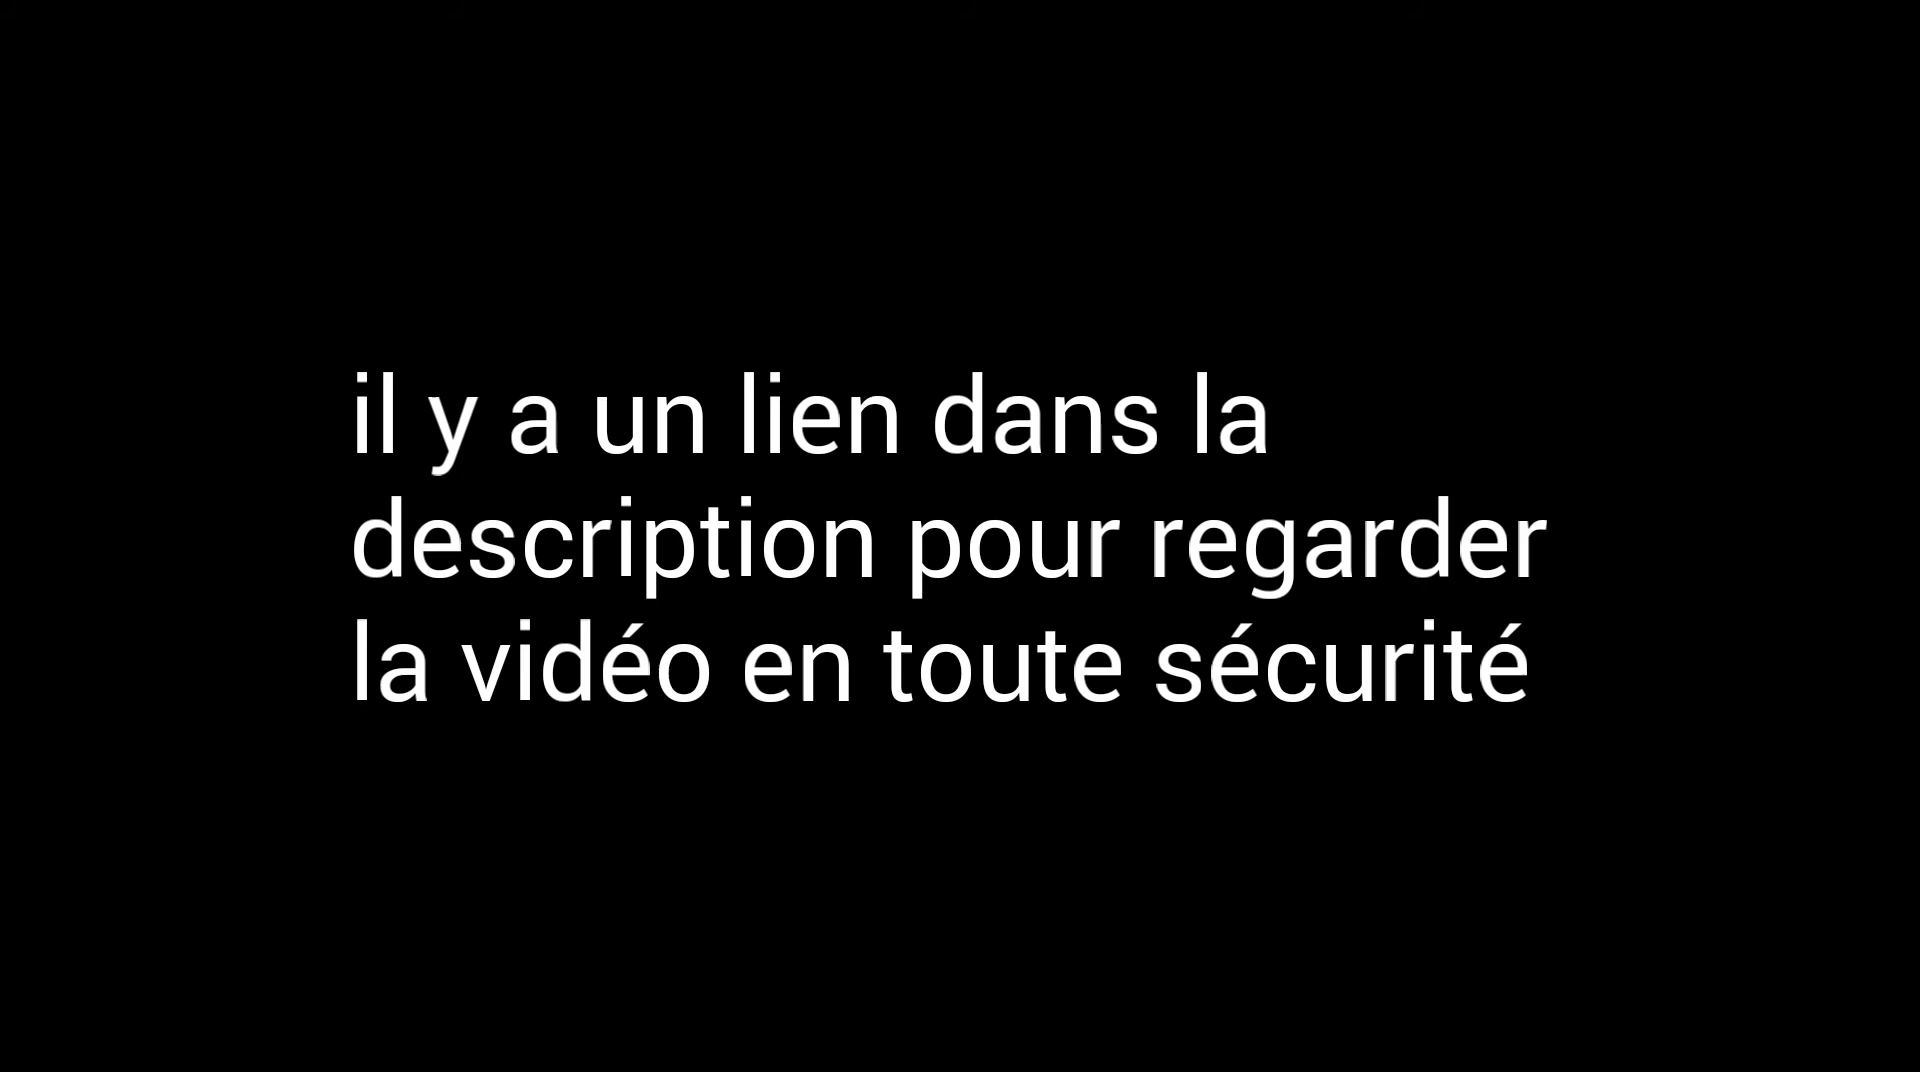 il y a un lien dans la
description pour regarder
la vidéo en toute sécurité